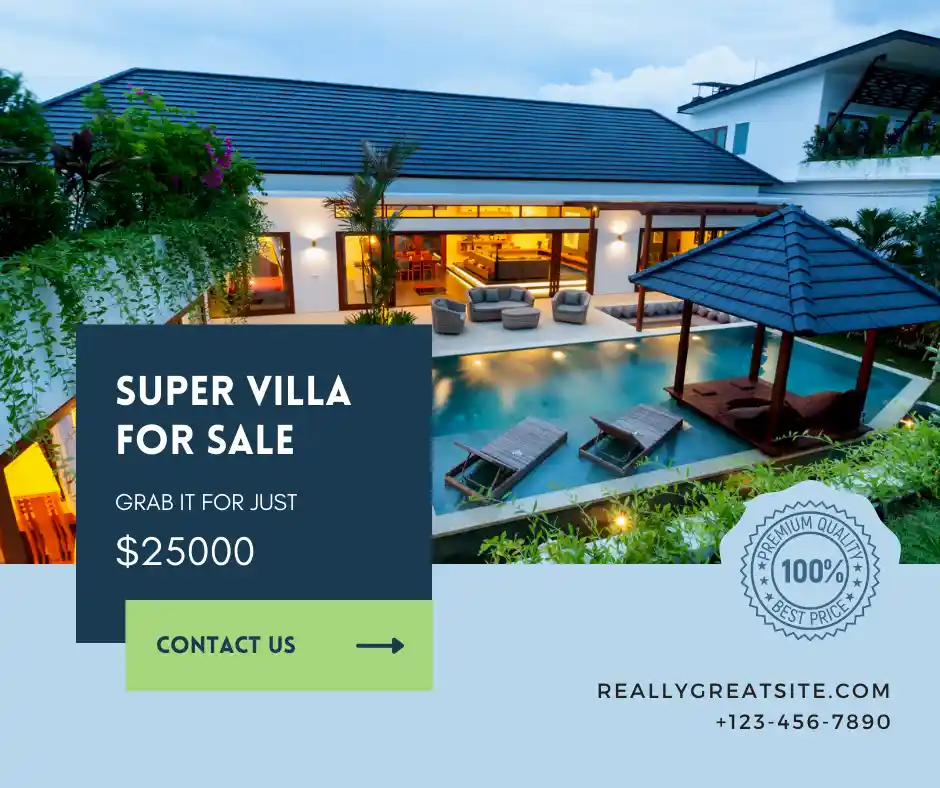 SUPER VILLA
FOR SALE
GRAB IT FOR JUST
$25000
CONTACT US
PREMIUM QUALITY
100%
BEST PRICE
REALLYGREATSITE.COM
+123-456-7890